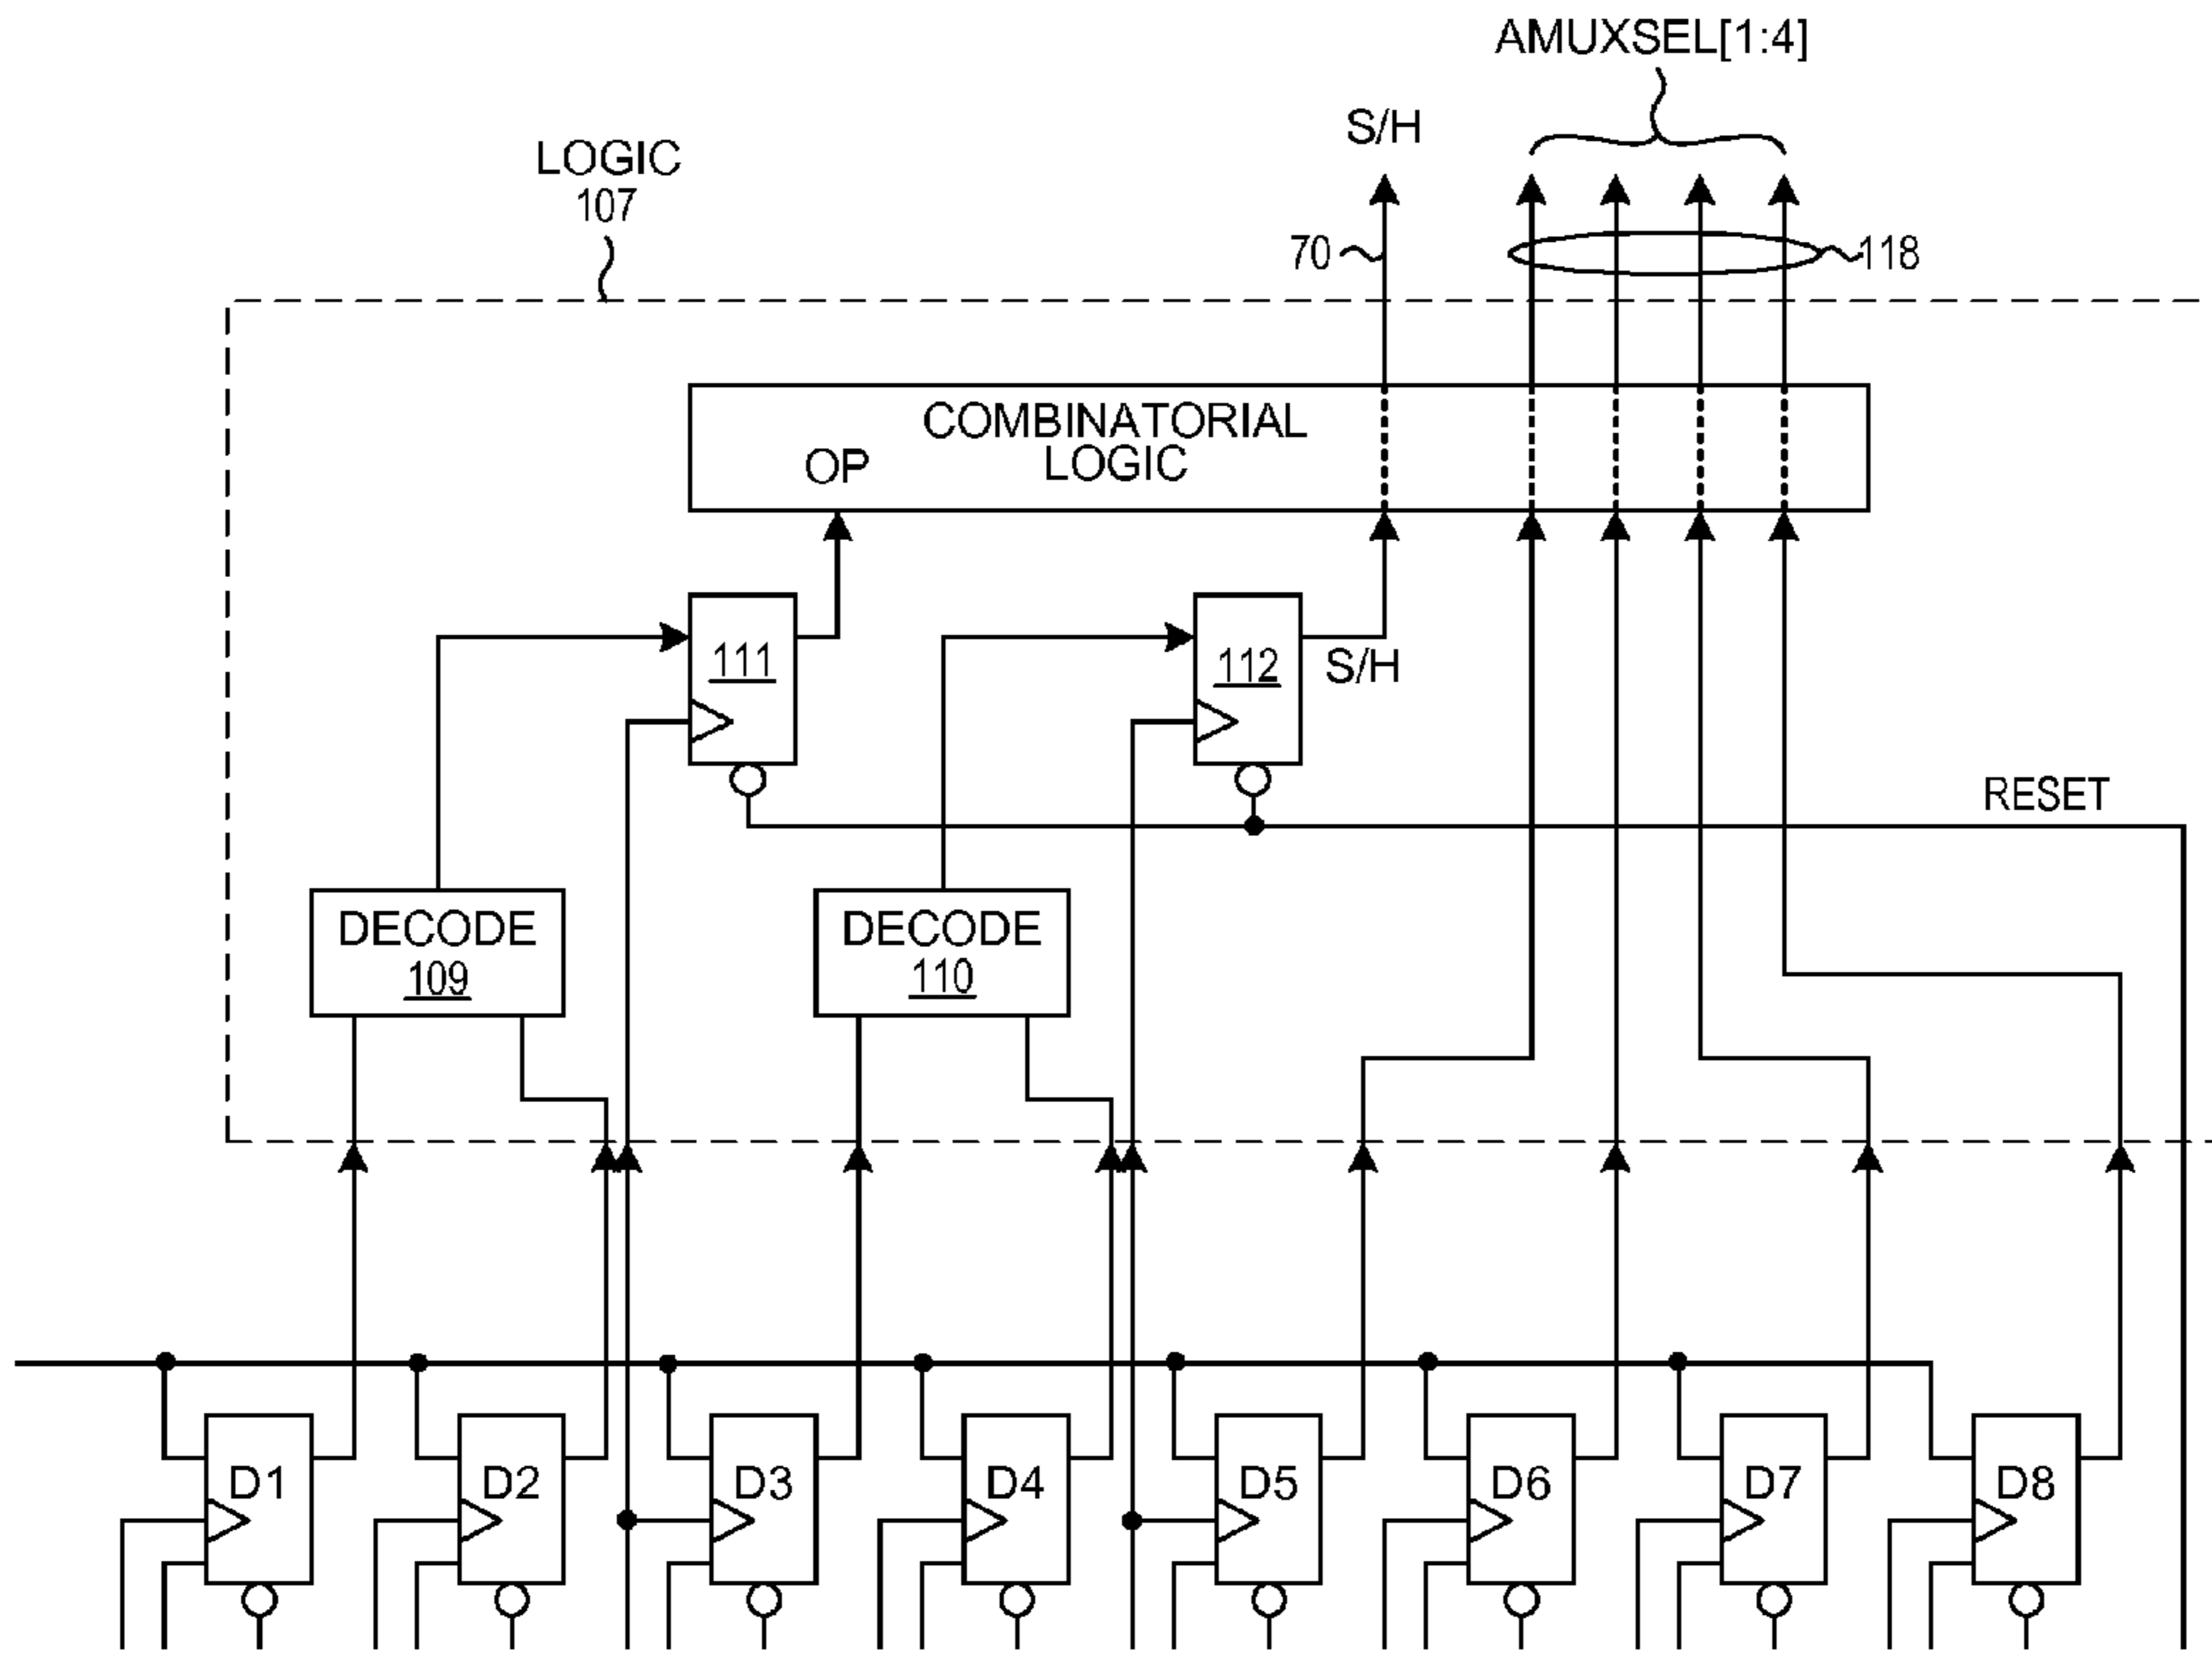 AMUXSEL[1:4]
S/H
LOGIC
107
70
118
COMBINATORIAL
LOGIC
OP
111
112
S/H
RESET
DECODE
109
DECODE
110
D1
D2
D3
D4
D5
D6
D7
D8